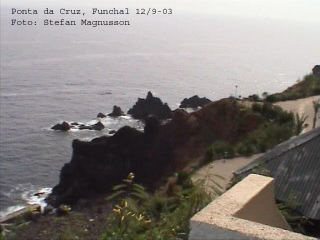 Ponta da Cruz, Funchal 12/9-03
Foto: Stefan Magnusson